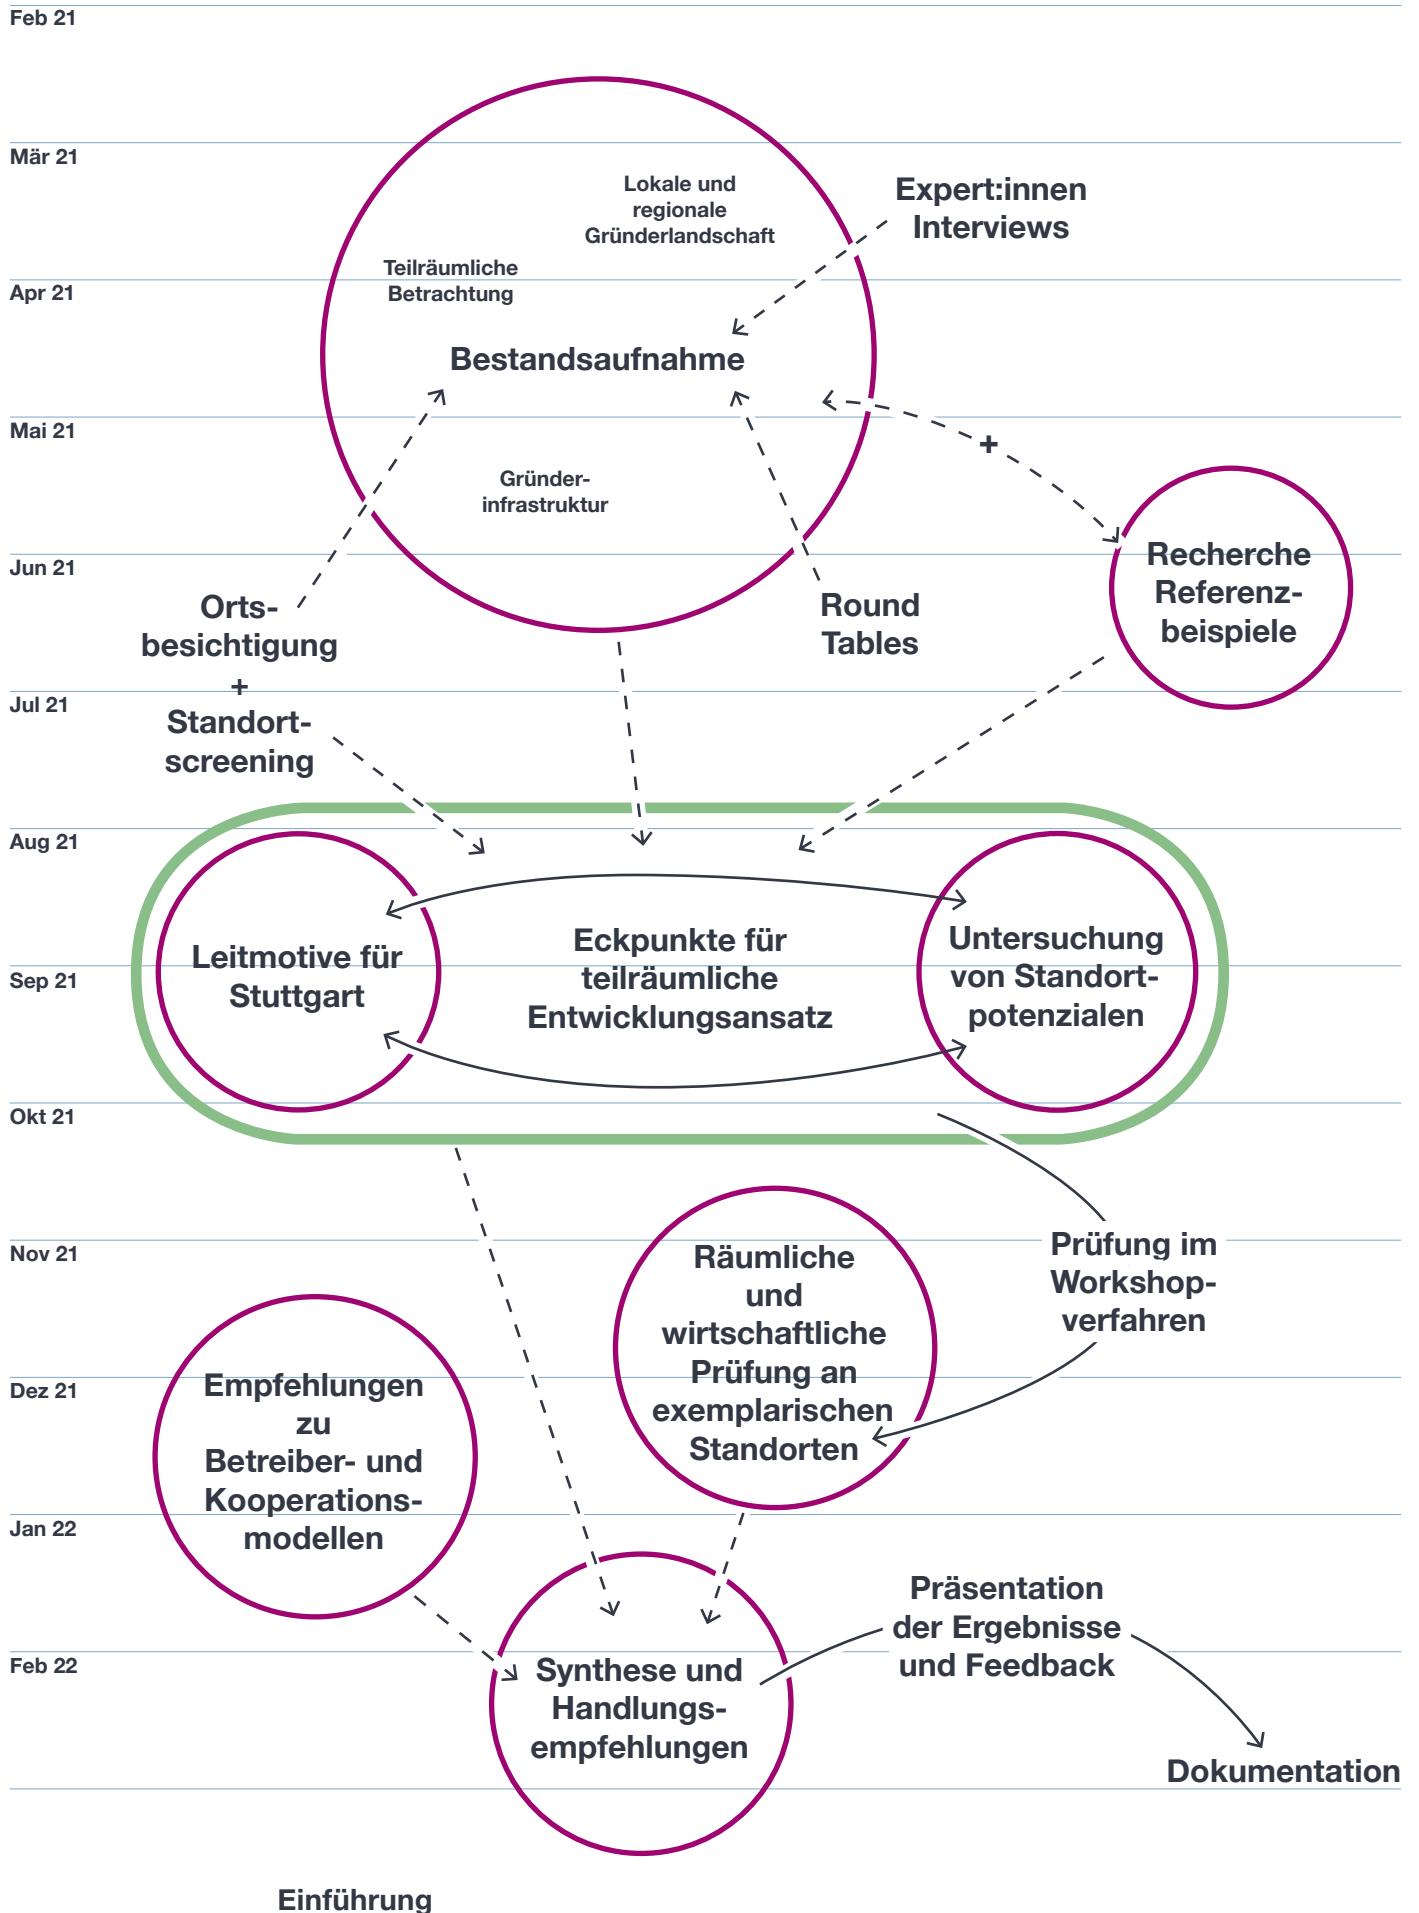 Feb 21
Mär 21
Lokale und
regionale
Gründerlandschaft
Expert:innen
Interviews
Teilräumliche
Betrachtung
Apr 21
Bestandsaufnahme
Mai 21
+
Gründer-
infrastruktur
Jun 21
Recherche
Referenz-
beispiele
Orts-
besichtigung
+
Standort-
screening
Round
Tables
Jul 21
Aug 21
Leitmotive für
Stuttgart
Eckpunkte für
teilräumliche
Entwicklungsansatz
Untersuchung
von Standort-
potenzialen
Sep 21
Okt 21
Nov 21
Räumliche
und
wirtschaftliche
Prüfung an
exemplarischen
Standorten
Prüfung im
Workshop-
verfahren
Dez 21
Empfehlungen
zu
Betreiber- und
Kooperations-
modellen
Jan 22
Präsentation
der Ergebnisse
und Feedback
Feb 22
Synthese und
Handlungs-
empfehlungen
Dokumentation
Einführung